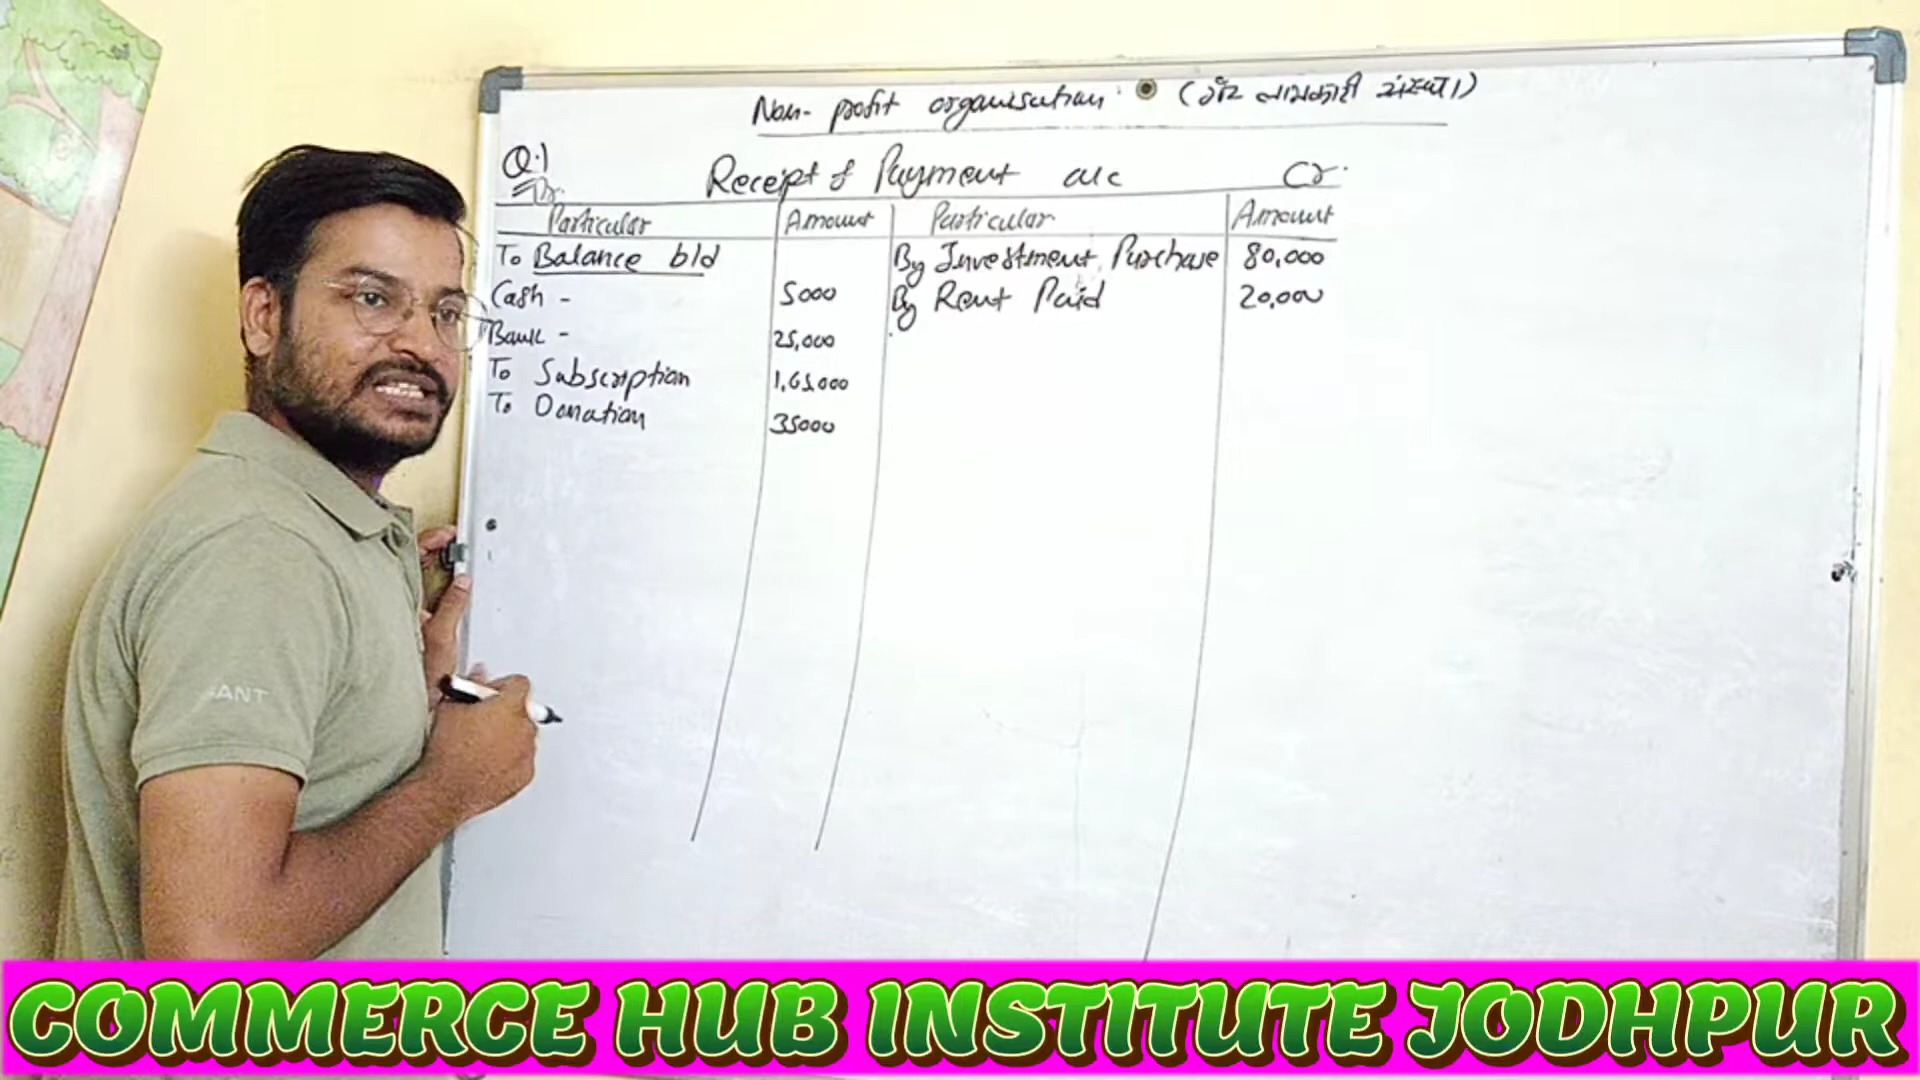 Non-profit organisation (गैर लाभकारी संस्था)
Q.1
Dr. Receipt & Payment a/c Cr.
Particular Amount Particular Amount
To Balance b/d By Investment Purchase 80,000
Cash - 5000 By Rent Paid 20,000
Bank - 25,000
To Subscription 1,65,000
To Donation 35000
COMMERCE HUB INSTITUTE JODHPUR